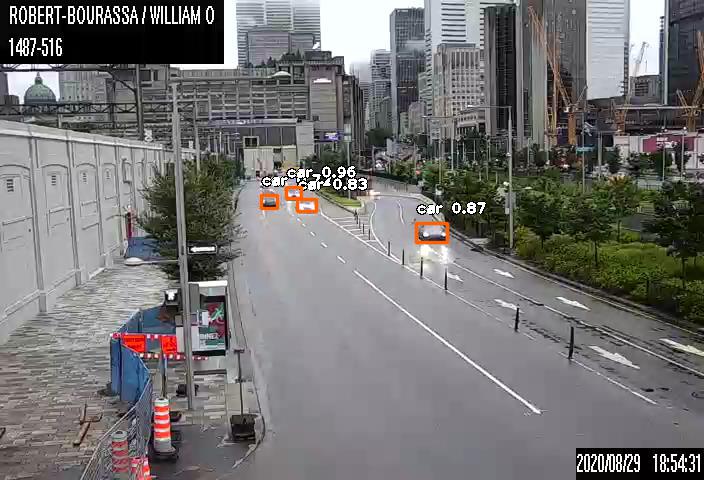 ROBERT-BOURASSA / WILLIAM O
1487-516
car 0.96
car 0.83
car 0.87
2020/08/29 18:54:31